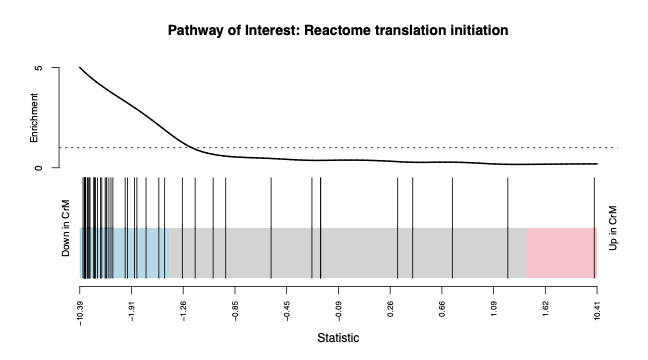 Pathway of Interest: Reactome translation initiation
5
Enrichment
0
Down in CrM
Up in CrM
−10.39
−1.91
−1.26
−0.85
−0.45
−0.09
0.26
0.66
1.09
1.62
10.41
Statistic